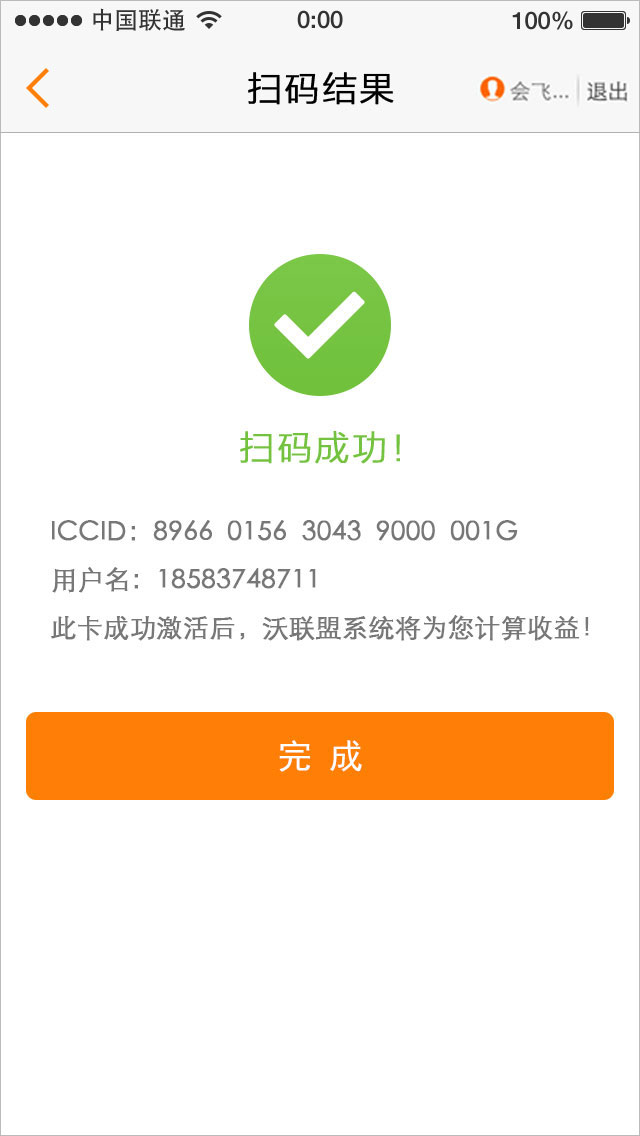 中国联通 0:00 100%
扫码结果 会飞... 退出
扫码成功！
ICCID：8966 0156 3043 9000 001G
用户名：18583748711
此卡成功激活后，沃联盟系统将为您计算收益！
完 成